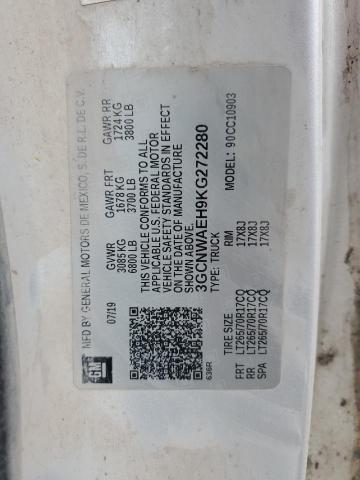 GM
MFD BY GENERAL MOTORS DE MEXICO, S. DE R.L. DE C.V.
07/19 GVWR GAWR FRT GAWR RR
3085KG 1678 KG 1724 KG
6800 LB 3700 LB 3800 LB
THIS VEHICLE CONFORMS TO ALL
APPLICABLE U.S. FEDERAL MOTOR
VEHICLE SAFETY STANDARDS IN EFFECT
ON THE DATE OF MANUFACTURE
SHOWN ABOVE.
3GCNWAEH9KG272280
TYPE: TRUCK MODEL: 90CC10903
636R
TIRE SIZE RIM
FRT LT265/70R17CQ 17X8J
RR LT265/70R17CQ 17X8J
SPA LT265/70R17CQ 17X8J